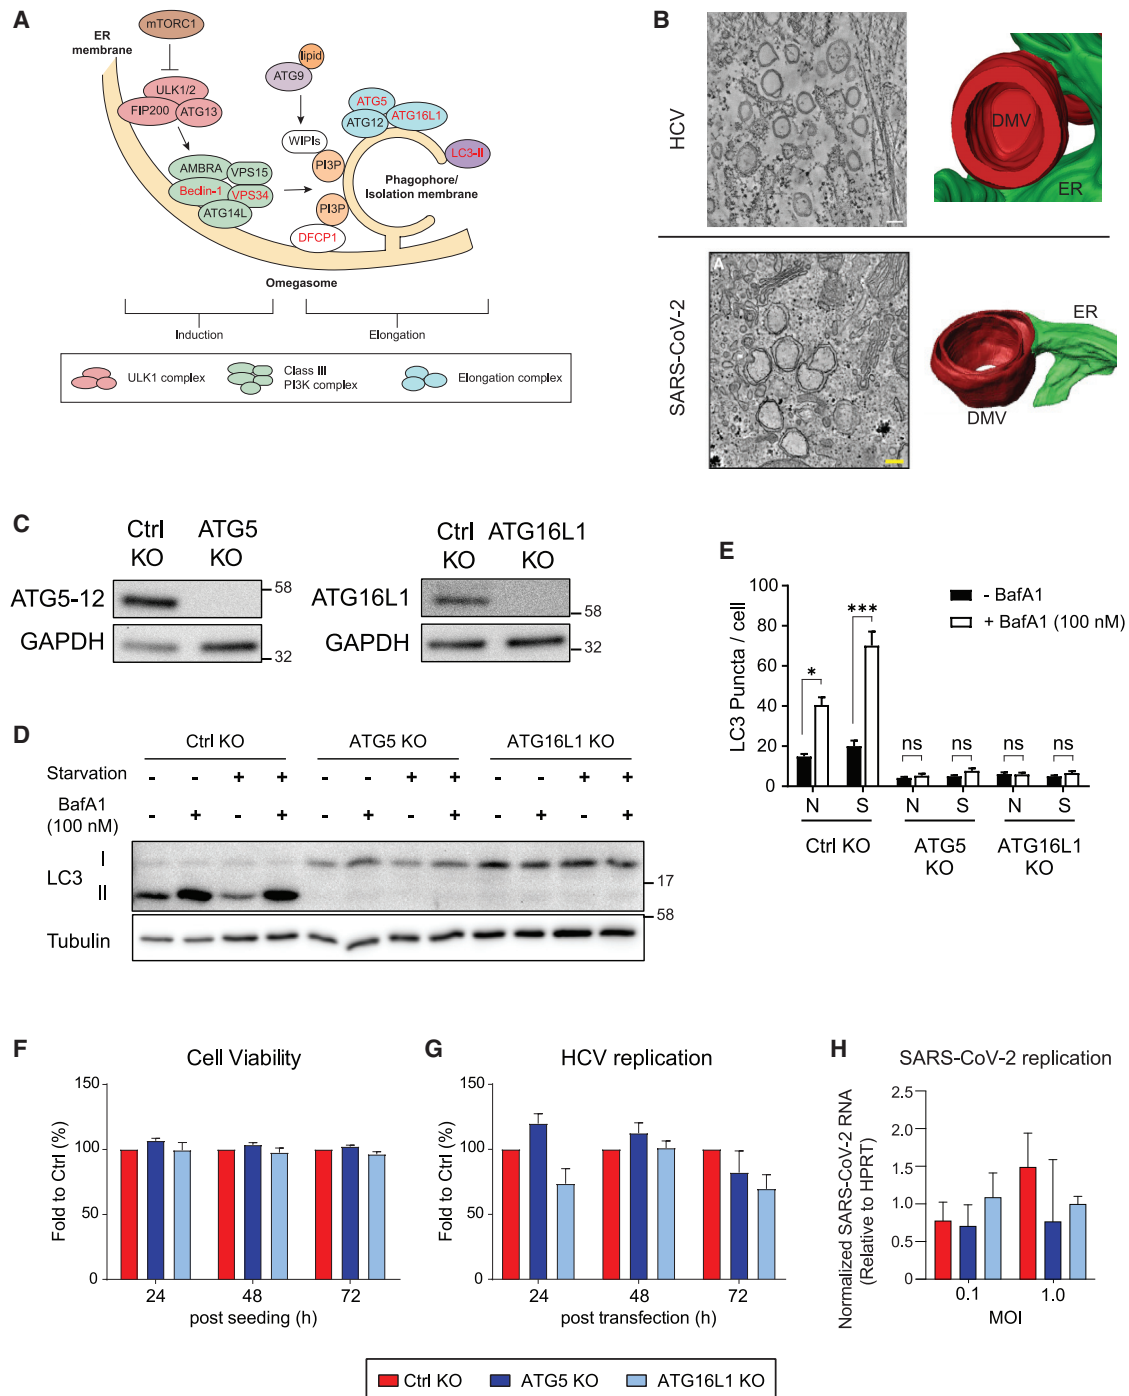 A
ER
membrane
mTORC1
ULK1/2
FIP200
ATG13
AMBRA
VPS15
Beclin-1
VPS34
ATG14L
lipid
ATG9
WIPIs
PI3P
PI3P
DFCP1
ATG5
ATG12
ATG16L1
LC3-II
Phagophore/
Isolation membrane
Omegasome
Induction
Elongation
ULK1 complex
Class III
PI3K complex
Elongation complex
B
HCV
DMV
ER
SARS-CoV-2
A
ER
DMV
C
Ctrl
KO
ATG5
KO
ATG5-12
58
GAPDH
32
Ctrl
KO
ATG16L1
KO
ATG16L1
58
GAPDH
32
D
Ctrl KO
ATG5 KO
ATG16L1 KO
Starvation - - + + - - + + - - + +
BafA1
(100 nM)
- + - + - + - + - + - +
LC3
I
II
17
58
Tubulin
E
LC3 Puncta / cell
100
80
60
40
20
0
- BafA1
+ BafA1 (100 nM)
*
***
ns
ns
ns
ns
N S N S N S
Ctrl KO
ATG5
KO
ATG16L1
KO
F
Cell Viability
Fold to Ctrl (%)
150
100
50
0
24 48 72
post seeding (h)
G
HCV replication
Fold to Ctrl (%)
150
100
50
0
24 48 72
post transfection (h)
H
SARS-CoV-2 replication
Normalized SARS-CoV-2 RNA
(Relative to HPRT)
2.5
2.0
1.5
1.0
0.5
0
0.1 1.0
MOI
Ctrl KO
ATG5 KO
ATG16L1 KO